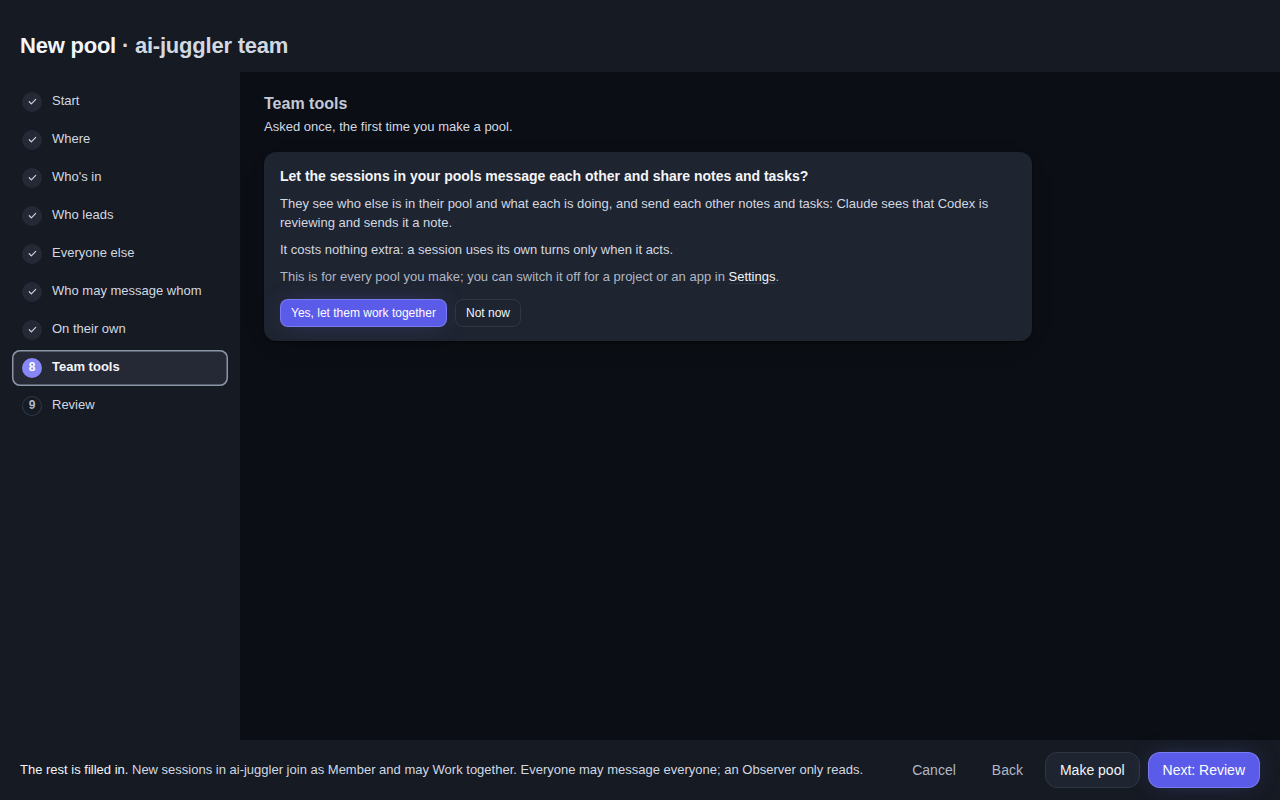 New pool · ai-juggler team
Start
Where
Who's in
Who leads
Everyone else
Who may message whom
On their own
8 Team tools
9 Review
Team tools
Asked once, the first time you make a pool.
Let the sessions in your pools message each other and share notes and tasks?
They see who else is in their pool and what each is doing, and send each other notes and tasks: Claude sees that Codex is
reviewing and sends it a note.
It costs nothing extra: a session uses its own turns only when it acts.
This is for every pool you make; you can switch it off for a project or an app in Settings.
Yes, let them work together Not now
The rest is filled in. New sessions in ai-juggler join as Member and may Work together. Everyone may message everyone; an Observer only reads. Cancel Back Make pool Next: Review